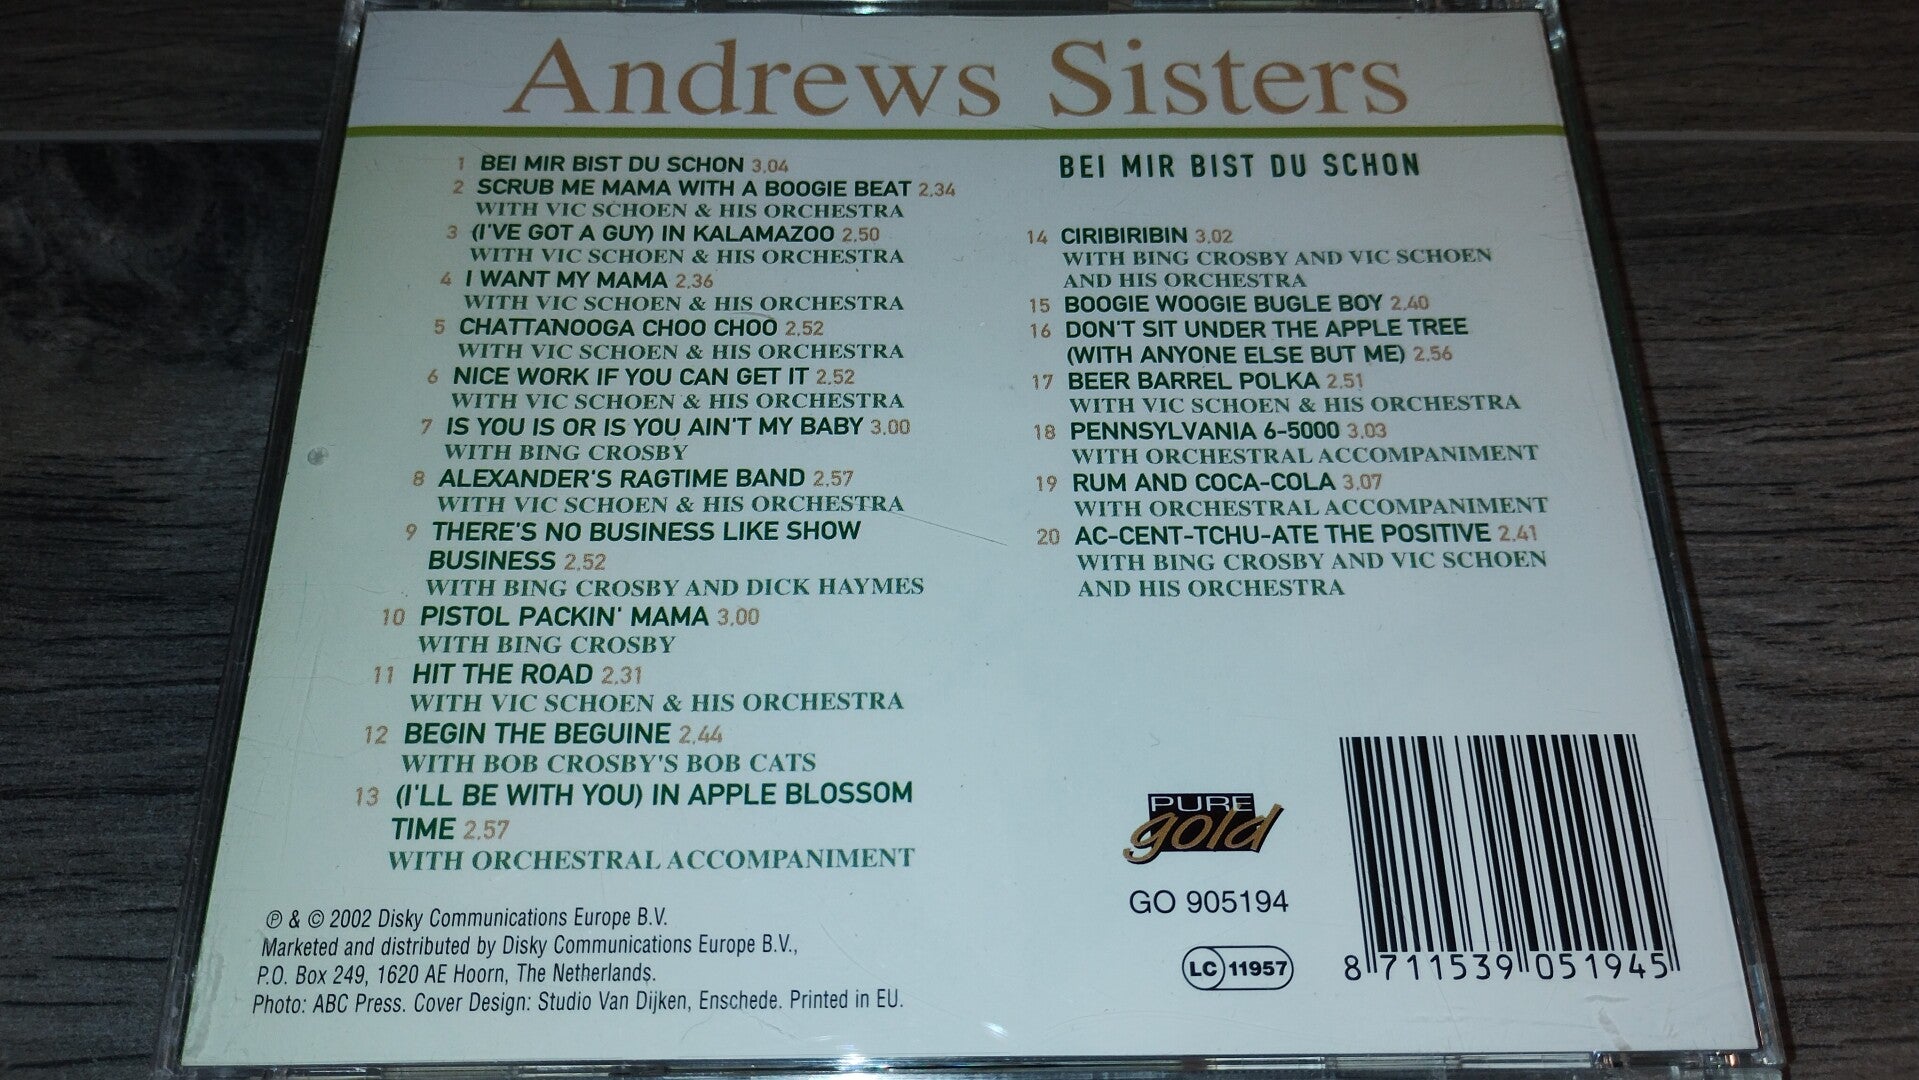 Andrews Sisters
1 BEI MIR BIST DU SCHON 3.04
2 SCRUB ME MAMA WITH A BOOGIE BEAT 2.34
WITH VIC SCHOEN & HIS ORCHESTRA
3 (I'VE GOT A GUY) IN KALAMAZOO 2.50
WITH VIC SCHOEN & HIS ORCHESTRA
4 I WANT MY MAMA 2.36
WITH VIC SCHOEN & HIS ORCHESTRA
5 CHATTANOOGA CHOO CHOO 2.52
WITH VIC SCHOEN & HIS ORCHESTRA
6 NICE WORK IF YOU CAN GET IT 2.52
WITH VIC SCHOEN & HIS ORCHESTRA
7 IS YOU IS OR IS YOU AIN'T MY BABY 3.00
WITH BING CROSBY
8 ALEXANDER'S RAGTIME BAND 2.57
WITH VIC SCHOEN & HIS ORCHESTRA
9 THERE'S NO BUSINESS LIKE SHOW
BUSINESS 2.52
WITH BING CROSBY AND DICK HAYMES
10 PISTOL PACKIN' MAMA 3.00
WITH BING CROSBY
11 HIT THE ROAD 2.31
WITH VIC SCHOEN & HIS ORCHESTRA
12 BEGIN THE BEGUINE 2.44
WITH BOB CROSBY'S BOB CATS
13 (I'LL BE WITH YOU) IN APPLE BLOSSOM
TIME 2.57
WITH ORCHESTRAL ACCOMPANIMENT
BEI MIR BIST DU SCHON
14 CIRIBIRIBIN 3.02
WITH BING CROSBY AND VIC SCHOEN
AND HIS ORCHESTRA
15 BOOGIE WOOGIE BUGLE BOY 2.40
16 DON'T SIT UNDER THE APPLE TREE
(WITH ANYONE ELSE BUT ME) 2.56
17 BEER BARREL POLKA 2.51
WITH VIC SCHOEN & HIS ORCHESTRA
18 PENNSYLVANIA 6-5000 3.03
WITH ORCHESTRAL ACCOMPANIMENT
19 RUM AND COCA-COLA 3.07
WITH ORCHESTRAL ACCOMPANIMENT
20 AC-CENT-TCHU-ATE THE POSITIVE 2.41
WITH BING CROSBY AND VIC SCHOEN
AND HIS ORCHESTRA
℗ & © 2002 Disky Communications Europe B.V.
Marketed and distributed by Disky Communications Europe B.V.,
P.O. Box 249, 1620 AE Hoorn, The Netherlands.
Photo: ABC Press. Cover Design: Studio Van Dijken, Enschede. Printed in EU.
PURE
gold
GO 905194
LC 11957
8 711539 051945